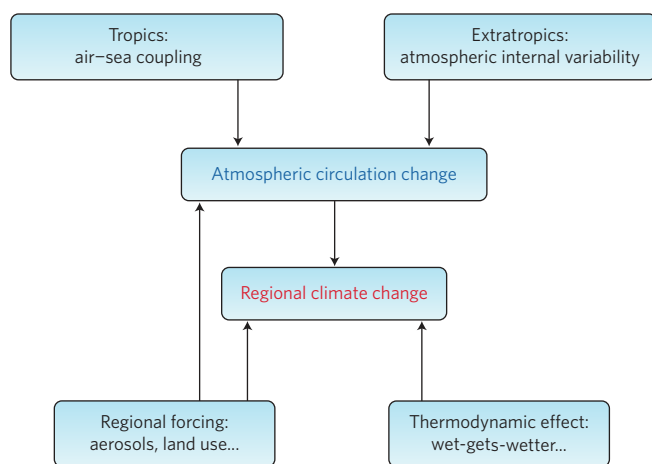 Tropics:
air–sea coupling
Extratropics:
atmospheric internal variability
Atmospheric circulation change
Regional climate change
Regional forcing:
aerosols, land use...
Thermodynamic effect:
wet-gets-wetter...